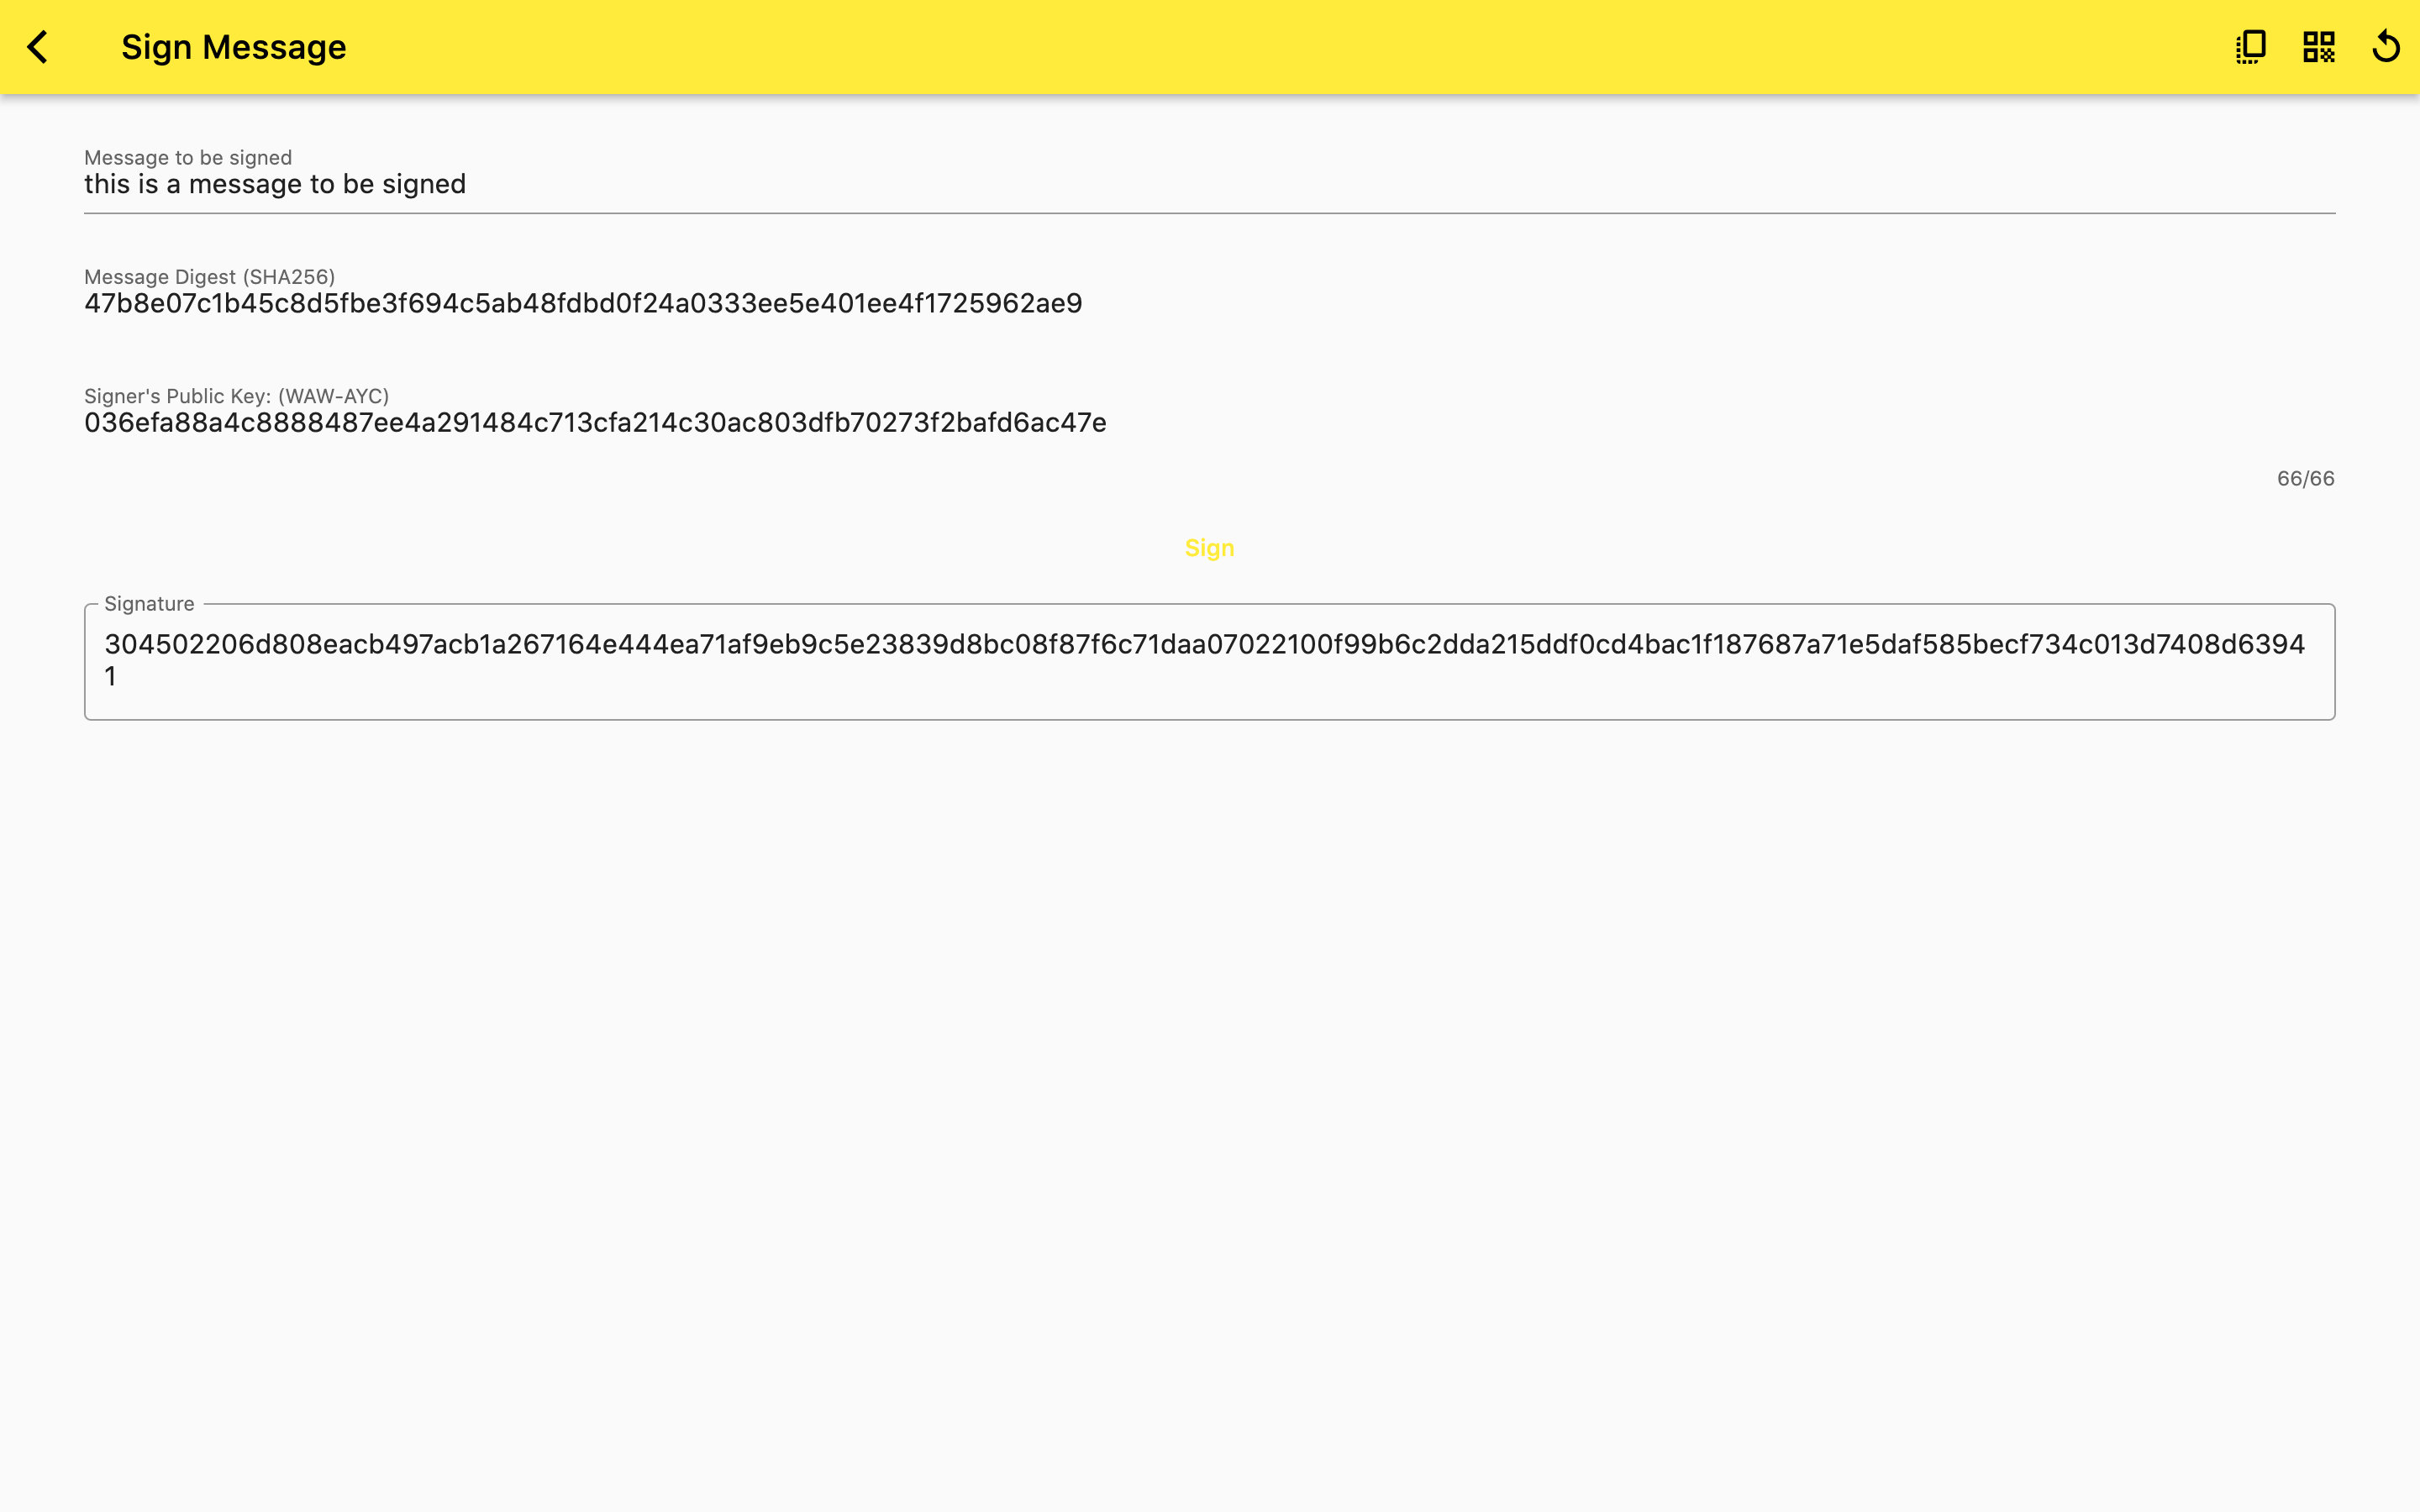 Sign Message
Message to be signed
this is a message to be signed
Message Digest (SHA256)
47b8e07c1b45c8d5fbe3f694c5ab48fdbd0f24a0333ee5e401ee4f1725962ae9
Signer's Public Key: (WAW-AYC)
036efa88a4c8888487ee4a291484c713cfa214c30ac803dfb70273f2bafd6ac47e
66/66
Sign
Signature
304502206d808eacb497acb1a267164e444ea71af9eb9c5e23839d8bc08f87f6c71daa07022100f99b6c2dda215ddf0cd4bac1f187687a71e5daf585becf734c013d7408d6394
1